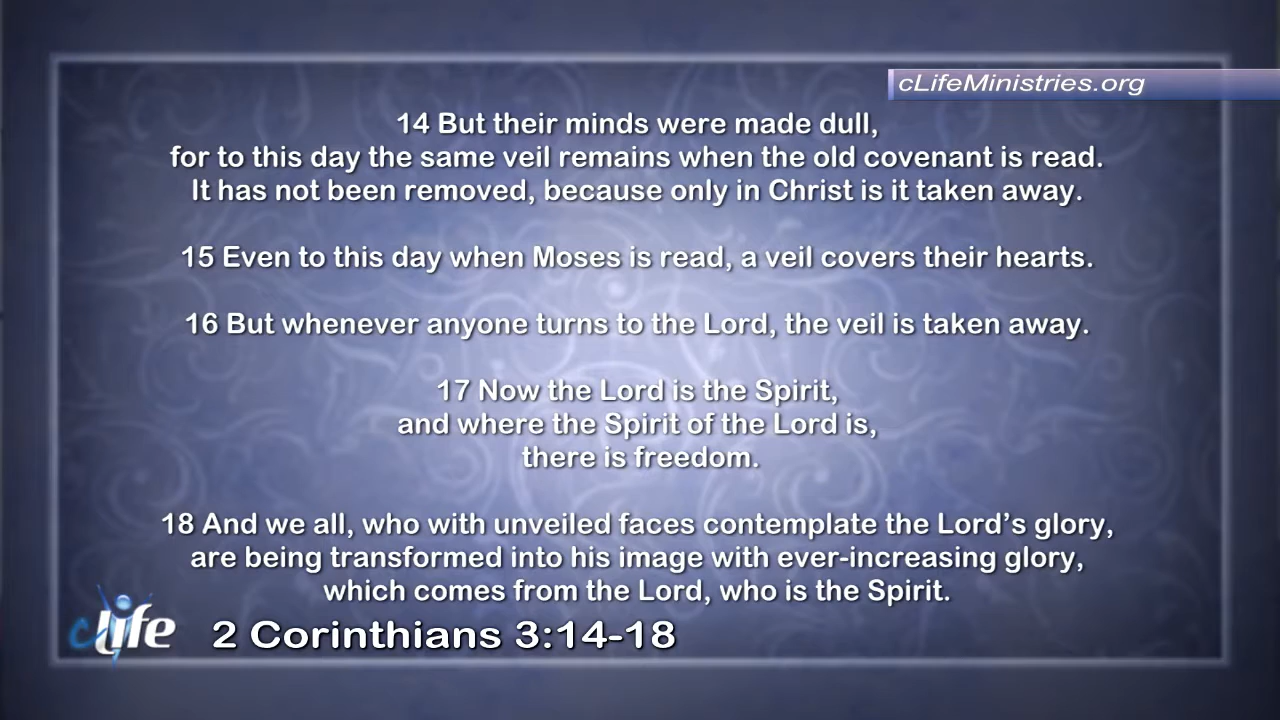 cLifeMinistries.org
14 But their minds were made dull,
for to this day the same veil remains when the old covenant is read.
It has not been removed, because only in Christ is it taken away.
15 Even to this day when Moses is read, a veil covers their hearts.
16 But whenever anyone turns to the Lord, the veil is taken away.
17 Now the Lord is the Spirit,
and where the Spirit of the Lord is,
there is freedom.
18 And we all, who with unveiled faces contemplate the Lord’s glory,
are being transformed into his image with ever-increasing glory,
which comes from the Lord, who is the Spirit.
cLife
2 Corinthians 3:14-18